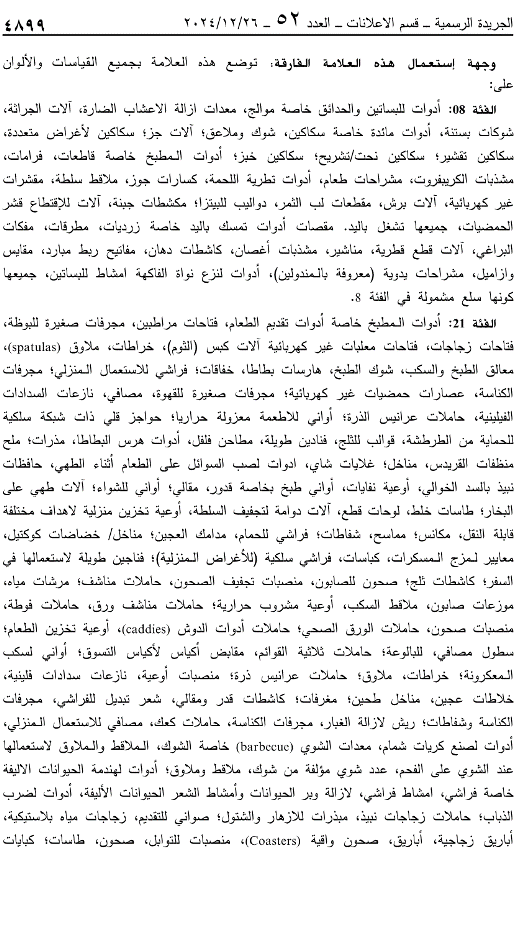 الجريدة الرسمية ــ قسم الاعلانات ــ العدد ٥٢ ــ ٢٠٢٤/١٢/٢٦
٤٨٩٩
وجهة إستعمال هذه العلامة الفارقة: توضع هذه العلامة بجميع القياسات والألوان
على:
الفئة 08: أدوات للبساتين والحدائق خاصة موالج، معدات ازالة الاعشاب الضارة، آلات الجرائة،
شوكات بستنة، أدوات مائدة خاصة سكاكين، شوك وملاعق؛ آلات جز؛ سكاكين لأغراض متعددة،
سكاكين تقشير؛ سكاكين نحت/تشريح؛ سكاكين خبز؛ أدوات المطبخ خاصة قاطعات، فرامات،
مشذبات الكريبفروت، مشراحات طعام، أدوات تطرية اللحمة، كسارات جوز، ملاقط سلطة، مقشرات
غير كهربائية، آلات برش، مقطعات لب الثمر، دواليب للبيتزا؛ مكشطات جبنة، آلات للإقتطاع قشر
الحمضيات، جميعها تشغل باليد. مقصات أدوات تمسك باليد خاصة زرديات، مطرقات، مفكات
البراغي، آلات قطع قطرية، مناشير، مشذبات أغصان، كاشطات دهان، مفاتيح ربط مبارد، مقابس
وازاميل، مشراحات يدوية (معروفة بالمندولين)، أدوات لنزع نواة الفاكهة امشاط للبساتين، جميعها
كونها سلع مشمولة في الفئة 8.
الفئة 21: أدوات المطبخ خاصة أدوات تقديم الطعام، فتاحات مراطبين، مجرفات صغيرة للبوظة،
فتاحات زجاجات، فتاحات معلبات غير كهربائية آلات كبس (الثوم)، خراطات، ملاوق (spatulas)،
معالق الطبخ والسكب، شوك الطبخ، هارسات بطاطا، خفاقات؛ فراشي للاستعمال المنزلي؛ مجرفات
الكناسة، عصارات حمضيات غير كهربائية؛ مجرفات صغيرة للقهوة، مصافي، نازعات السدادات
الفيلينية، حاملات عرانيس الذرة؛ أواني للاطعمة معزولة حراريا؛ حواجز قلي ذات شبكة سلكية
للحماية من الطرطشة، قوالب للثلج، فنادين طويلة، مطاحن فلفل، أدوات هرس البطاطا، مذرات؛ ملح
منظفات القريدس، مناخل؛ غلايات شاي، ادوات لصب السوائل على الطعام أثناء الطهي، حافظات
نبيذ بالسد الخوالي، أوعية نفايات، أواني طبخ بخاصة قدور، مقالي؛ أواني للشواء؛ آلات طهي على
البخار؛ طاسات خلط، لوحات قطع، آلات دوامة لتجفيف السلطة، أوعية تخزين منزلية لاهداف مختلفة
قابلة النقل، مكانس؛ مماسح، شفاطات؛ فراشي للحمام، مدامك العجين؛ مناخل/ خضاضات كوكتيل،
معايير لمزج المسكرات، كباسات، فراشي سلكية (للأغراض المنزلية)؛ فناجين طويلة لاستعمالها في
السفر؛ كاشطات ثلج؛ صحون للصابون، منصبات تجفيف الصحون، حاملات مناشف؛ مرشات مياه،
موزعات صابون، ملاقط السكب، أوعية مشروب حرارية؛ حاملات مناشف ورق، حاملات فوطة،
منصبات صحون، حاملات الورق الصحي؛ حاملات أدوات الدوش (caddies)، أوعية تخزين الطعام؛
سطول مصافي، للبالوعة؛ حاملات ثلاثية القوائم، مقابض أكياس لأكياس التسوق؛ أواني لسكب
المعكرونة؛ خراطات، ملاوق؛ حاملات عرانيس ذرة؛ منصبات أوعية، نازعات سدادات فلينية،
خلاطات عجين، مناخل طحين؛ مغرفات؛ كاشطات قدر ومقالي، شعر تبديل للفراشي، مجرفات
الكناسة وشفاطات؛ ريش لازالة الغبار، مجرفات الكناسة، حاملات كعك، مصافي للاستعمال المنزلي،
أدوات لصنع كريات شمام، معدات الشوي (barbecue) خاصة الشوك، الملاقط والملاوق لاستعمالها
عند الشوي على الفحم، عدد شوي مؤلفة من شوك، ملاقط وملاوق؛ أدوات لهندمة الحيوانات الاليفة
خاصة فراشي، امشاط فراشي، لازالة وبر الحيوانات وأمشاط الشعر الحيوانات الأليفة، أدوات لضرب
الذباب؛ حاملات زجاجات نبيذ، مبذرات للازهار والشتول؛ صواني للتقديم، زجاجات مياه بلاستيكية،
أباريق زجاجية، أباريق، صحون واقية (Coasters)، منصبات للتوابل، صحون، طاسات؛ كبايات